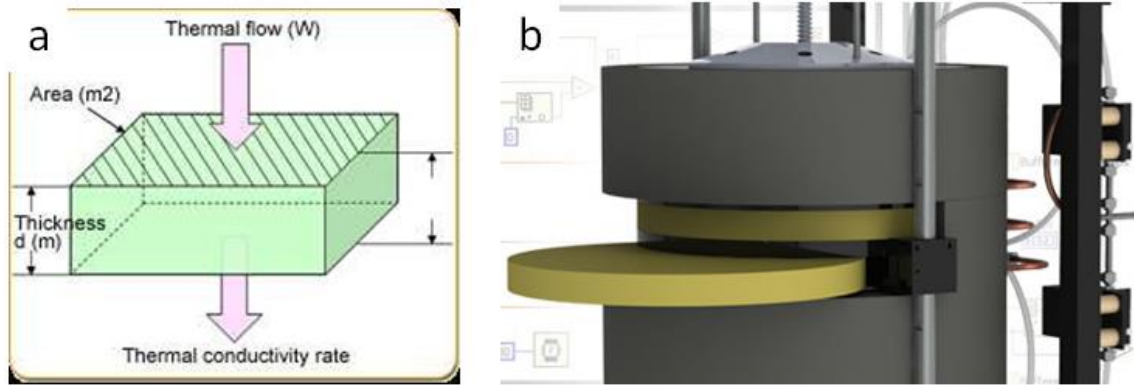 a
Thermal flow (W)
Area (m2)
Thickness
d (m)
Thermal conductivity rate
b